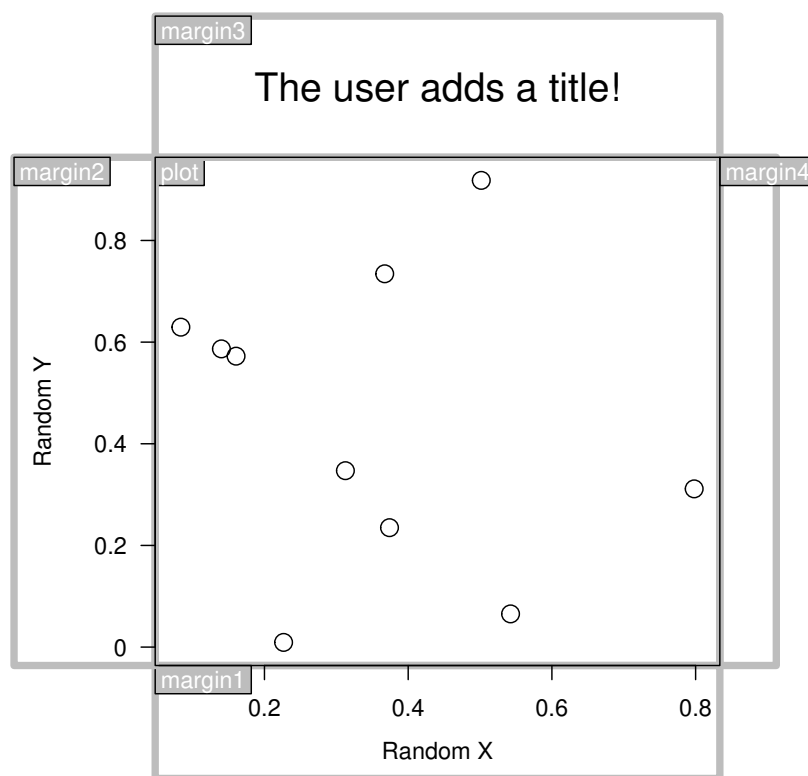 margin3
The user adds a title!
margin2
plot
margin4
0.8
0.6
0.4
0.2
0
Random Y
margin1
0.2 0.4 0.6 0.8
Random X